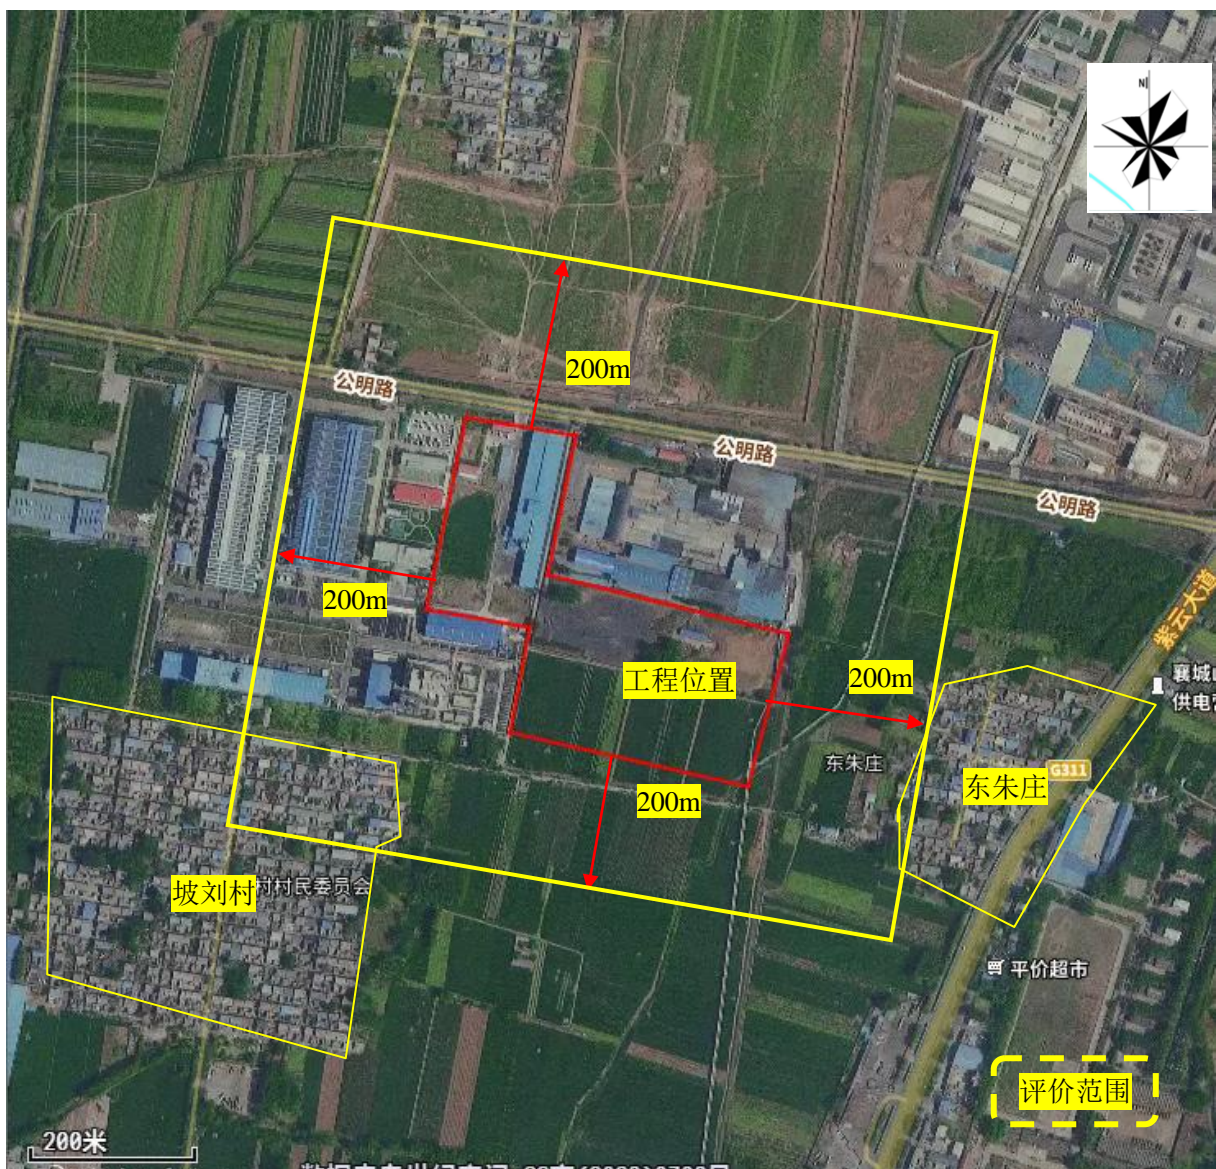 N
200m
公明路
公明路
公明路
200m
紫云大道
工程位置
200m
襄城
供电
东朱庄
G311
东朱庄
200m
坡刘村
村村民委员会
平价超市
评价范围
200米